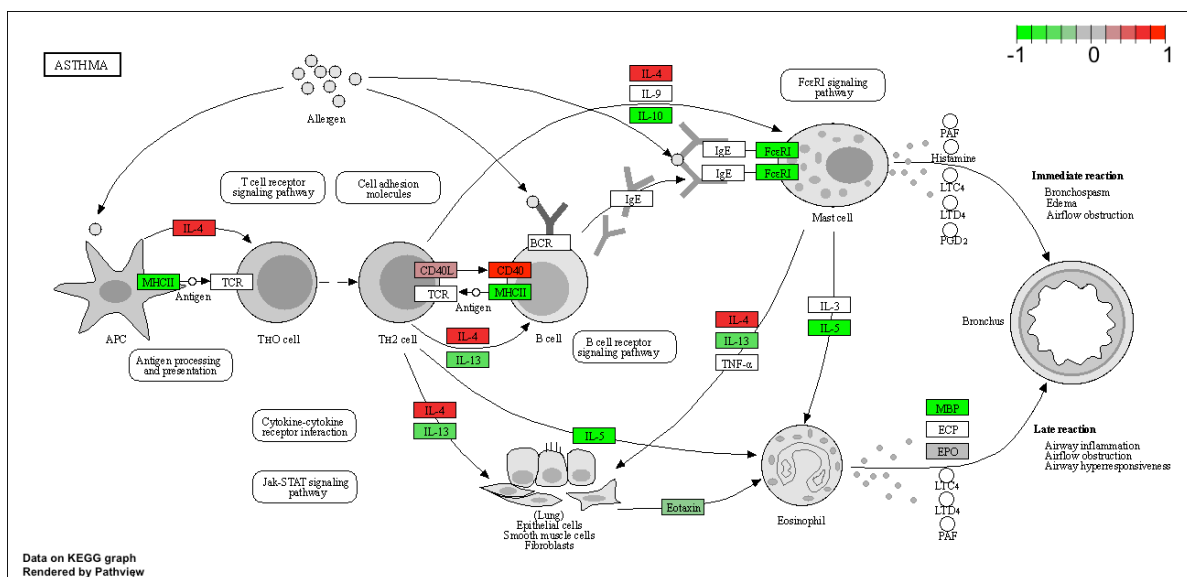 -1 0 1
ASTHMA
Allergen
IL-4
IL-9
IL-10
FcεRI signaling
pathway
T cell receptor
signaling pathway
Cell adhesion
molecules
IgE
FcεRI
IgE
FcεRI
IgE
Mast cell
PAF
Histamine
LTC4
LTD4
PGD2
Immediate reaction
Bronchospasm
Edema
Airflow obstruction
IL-4
MHCII
Antigen
TCR
APC
TH0 cell
CD40L
CD40
TCR
Antigen
MHCII
BCR
TH2 cell
B cell
IL-4
IL-13
Antigen processing
and presentation
B cell receptor
signaling pathway
IL-4
IL-13
TNF-α
IL-3
IL-5
Bronchus
Cytokine-cytokine
receptor interaction
IL-4
IL-13
IL-5
Jak-STAT signaling
pathway
(Lung)
Epithelial cells
Smooth muscle cells
Fibroblasts
Eotaxin
Eosinophil
MBP
ECP
EPO
LTC4
LTD4
PAF
Late reaction
Airway inflammation
Airflow obstruction
Airway hyperresponsiveness
Data on KEGG graph
Rendered by Pathview